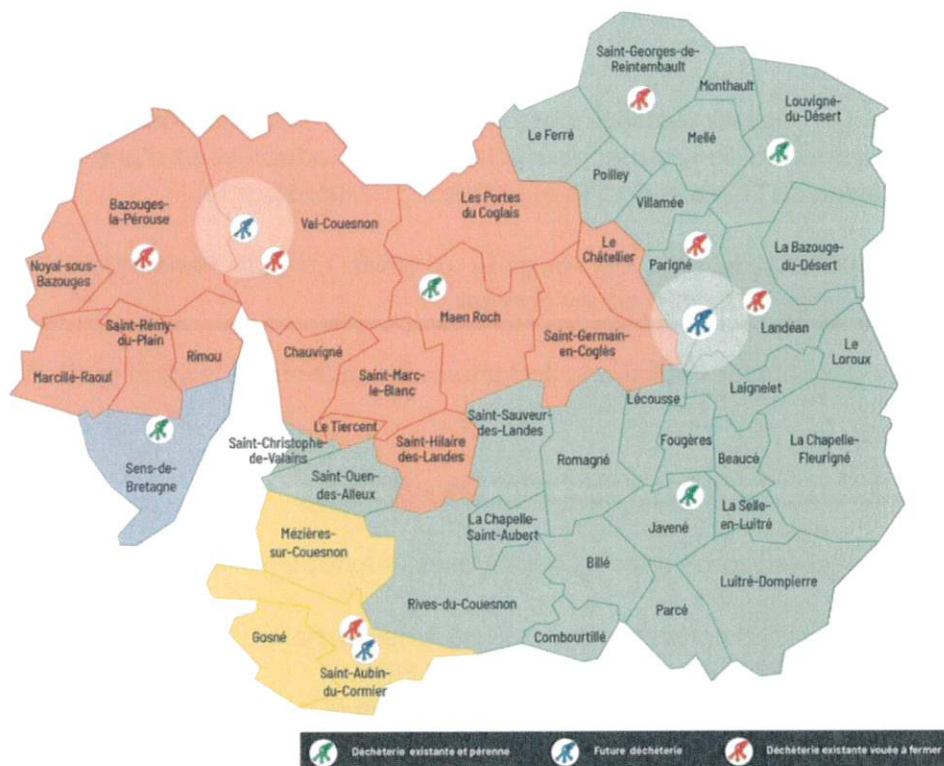 Saint-Georges-de-
Reintembault
Monthault
Louvigné-
du-Désert
Le Ferré
Mellé
Poilley
Villamée
Bazouges-
la-Pérouse
Val-Couesnon
Les Portes
du Coglais
Le
Châtellier
Parigné
La Bazouge-
du-Désert
Noyal-sous-
Bazouges
Maen Roch
Landéan
Saint-Rémy-
du-Plain
Rimou
Chauvigné
Saint-Germain-
en-Coglès
Le
Loroux
Marcillé-Raoul
Saint-Marc-
le-Blanc
Lécousse
Laignelet
Le Tiercent
Saint-Sauveur-
des-Landes
Saint-Christophe-
de-Valains
Saint-Hilaire
des-Landes
Romagné
Fougères
Beaucé
La Chapelle-
Fleurigné
Sens-de-
Bretagne
Saint-Ouen-
des-Alleux
La Chapelle-
Saint-Aubert
Javené
La Selle-
en-Luitré
Mézières-
sur-Couesnon
Billé
Luitré-Dompierre
Rives-du-Couesnon
Parcé
Gosné
Combourtillé
Saint-Aubin-
du-Cormier
Déchèterie existante et pérenne
Future déchèterie
Déchèterie existante vouée à fermer